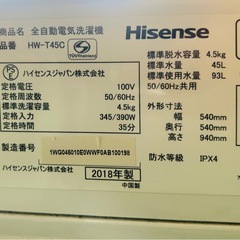 商品名 全自動電気洗濯機
品番 HW-T45C
Hisense
ハイセンスジャパン株式会社
定格電圧 100V
定格周波数 50/60Hz
標準洗濯容量 4.5kg
定格消費電力 345/390W
目安時間 35分
ハイセンスジャパン株式会社
標準脱水容量 4.5kg
標準水量 45L
標準使用水量 93L
50/60Hz共用
外形寸法
幅 540mm
奥行 540mm
高さ 940mm
防水等級 IPX4
1WG046010E0WWF0AB100198
2018年製
中国製